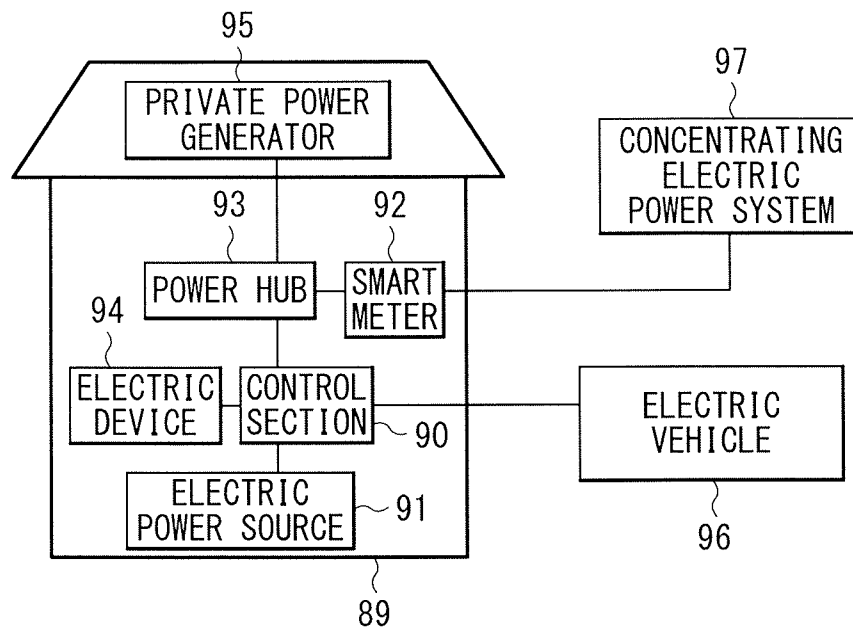 95
PRIVATE POWER
GENERATOR
97
CONCENTRATING
ELECTRIC
POWER SYSTEM
93
92
POWER HUB
SMART
METER
94
ELECTRIC
DEVICE
CONTROL
SECTION
90
ELECTRIC
VEHICLE
96
ELECTRIC
POWER SOURCE
91
89